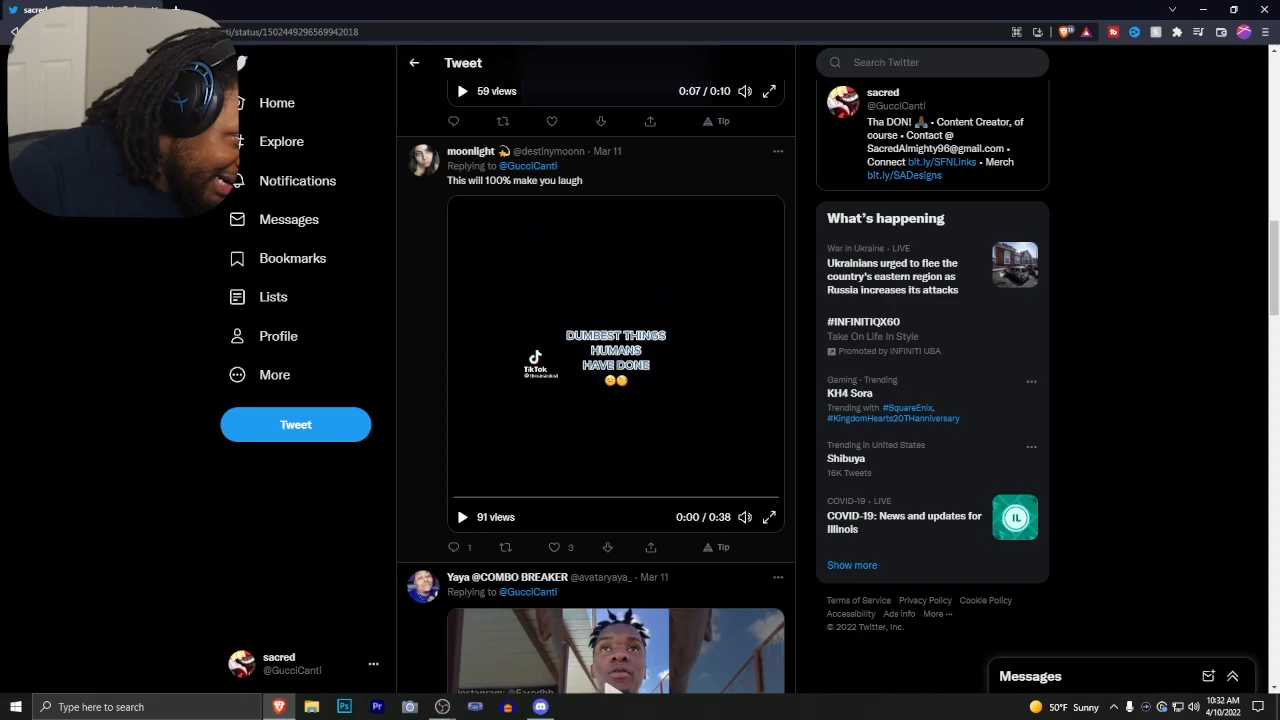 sacred
nti/status/1502449296569942018
Home
Explore
Notifications
Messages
Bookmarks
Lists
Profile
More
Tweet
sacred
@GucciCanti
Tweet
59 views
0:07 / 0:10
Tip
moonlight @destinymoonn · Mar 11
Replying to @GucciCanti
This will 100% make you laugh
DUMBEST THINGS
HUMANS
HAVE DONE
TikTok
91 views
0:00 / 0:38
1
3
Tip
Yaya @COMBO BREAKER @avataryaya_ · Mar 11
Replying to @GucciCanti
Search Twitter
sacred
@GucciCanti
Tha DON! • Content Creator, of
course • Contact @
SacredAlmighty96@gmail.com •
Connect bit.ly/SFNLinks • Merch
bit.ly/SADesigns
What's happening
War in Ukraine · LIVE
Ukrainians urged to flee the
country's eastern region as
Russia increases its attacks
#INFINITIQX60
Take On Life In Style
Promoted by INFINITI USA
Gaming · Trending
KH4 Sora
Trending with #SquareEnix,
#KingdomHearts20THanniversary
Trending in United States
Shibuya
16K Tweets
COVID-19 · LIVE
COVID-19: News and updates for
Illinois
IL
Show more
Terms of Service Privacy Policy Cookie Policy
Accessibility Ads info More ···
© 2022 Twitter, Inc.
Messages
Type here to search
Ps
Pr
50°F Sunny
10:32 AM
4/10/2022